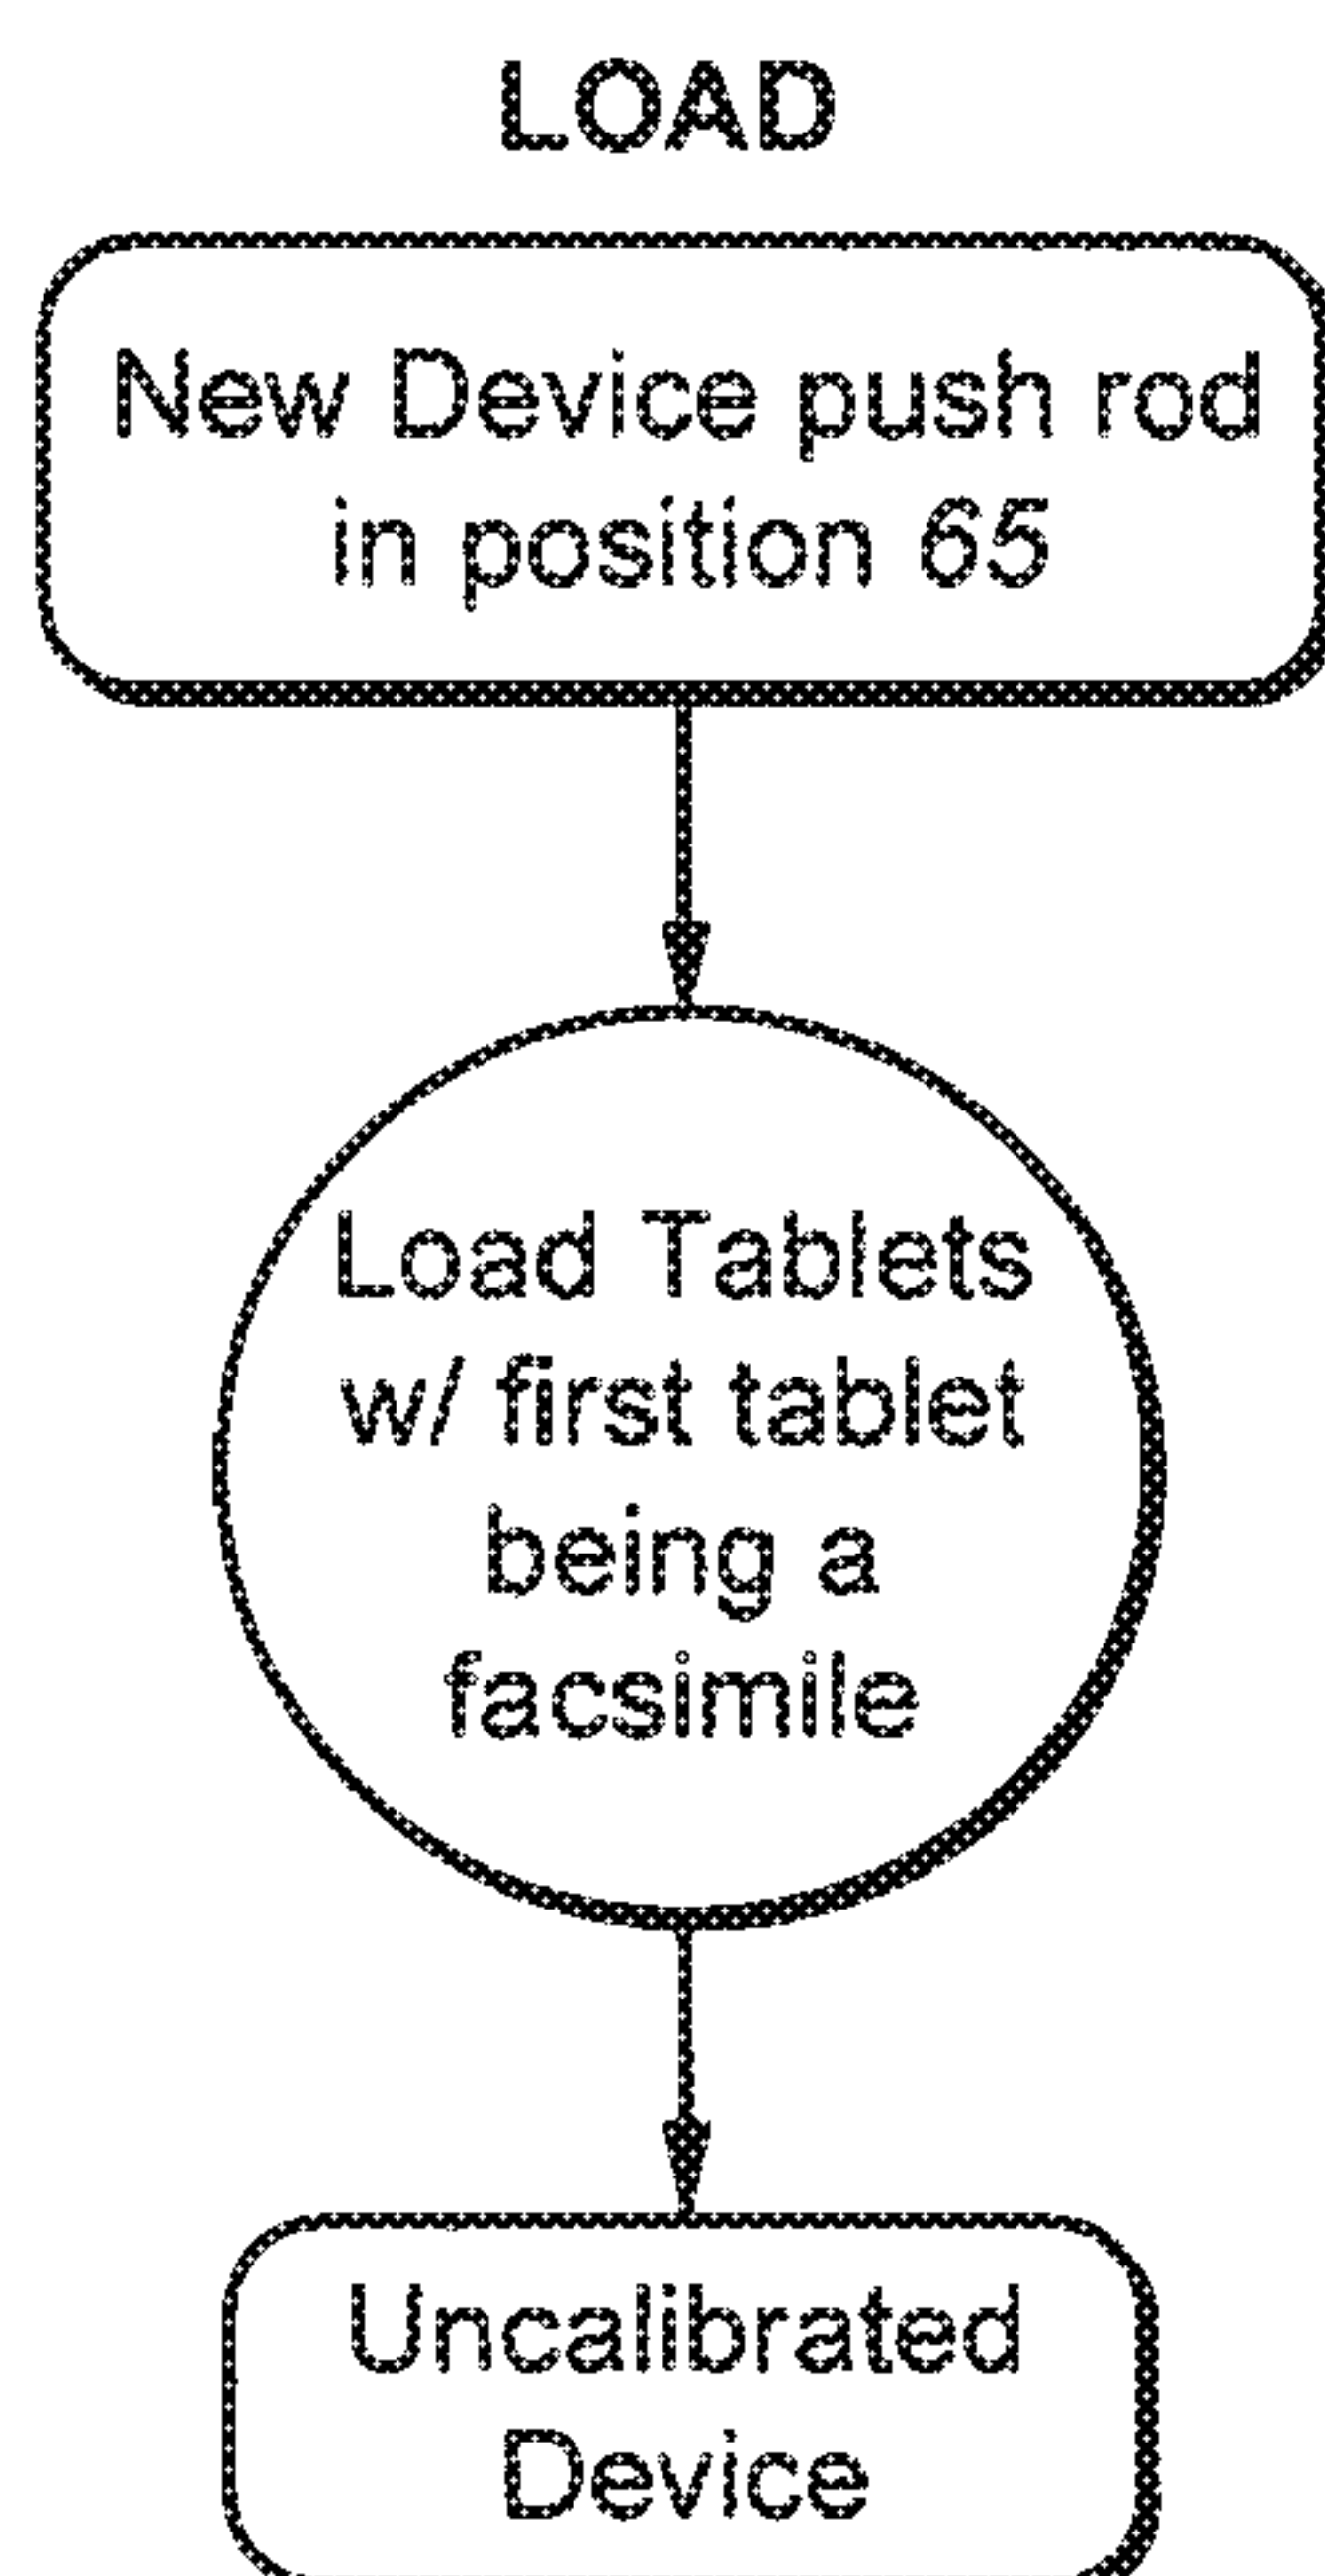 LOAD
New Device push rod
in position 65
Load Tablets
w/ first tablet
being a
facsimile
Uncalibrated
Device